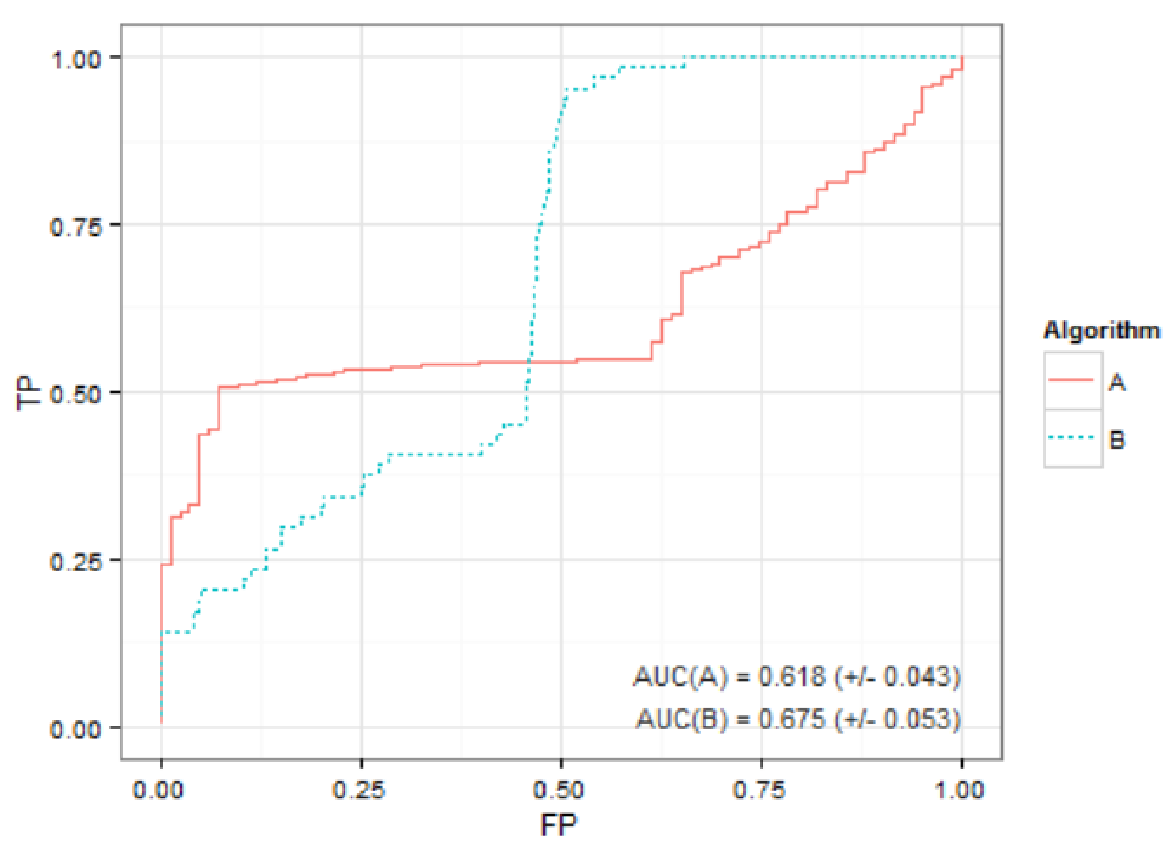 1.00
0.75
0.50
0.25
0.00
TP
AUC(A) = 0.618 (+/- 0.043)
AUC(B) = 0.675 (+/- 0.053)
0.00 0.25 0.50 0.75 1.00
FP
Algorithm
A
B